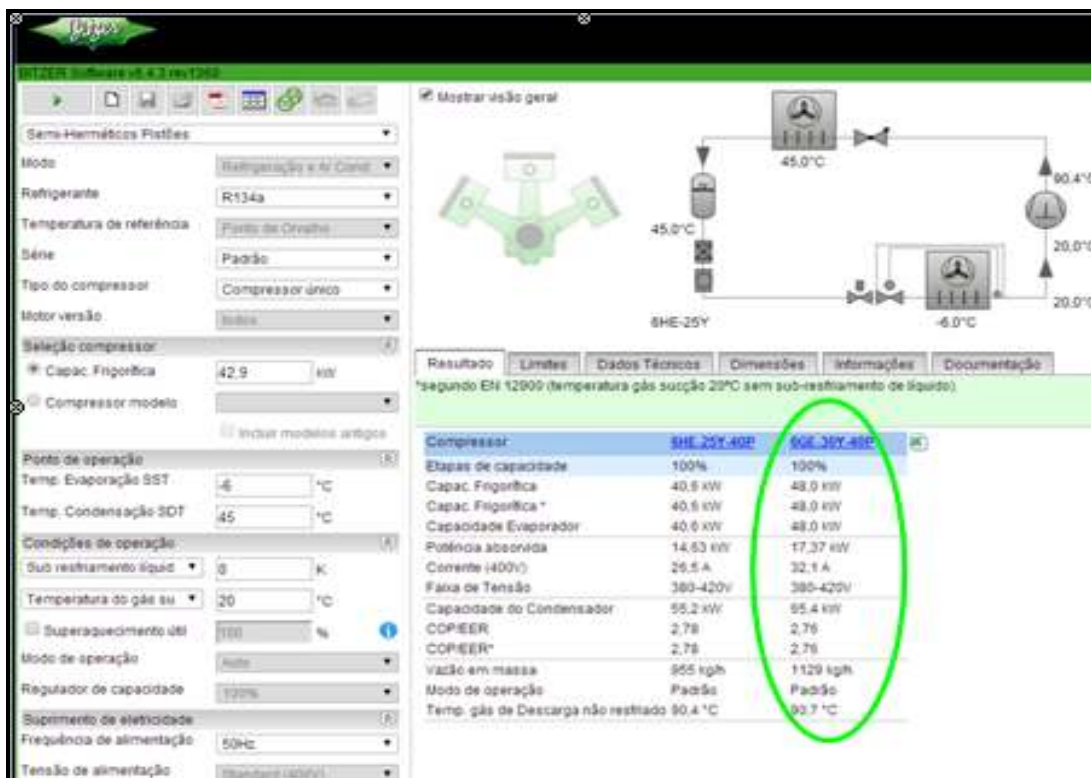 BITZER Software v6.4.3 rev1360
Mostrar visão geral
Semi-Herméticos Pistões
Modo
Refrigeração e Ar Cond
Refrigerante
R134a
Temperatura de referência
Ponto de Orvalho
Série
Padrão
Tipo do compressor
Compressor único
Motor versão
Seleção compressor
Capac. Frigorífica
42,9
kW
Compressor modelo
Incluir modelos antigos
Ponto de operação
Temp. Evaporação SST
-6
°C
Temp. Condensação SDT
45
°C
Condições de operação
Sub resfriamento líquid
0
K
Temperatura do gás su
20
°C
Superaquecimento útil
100
%
Modo de operação
Auto
Regulador de capacidade
100%
Suprimento de eletricidade
Frequência de alimentação
50Hz
Tensão de alimentação
Standard (400V)
45,0°C
90,4°C
45,0°C
20,0°C
20,0°C
6HE-25Y
-6,0°C
Resultado Limites Dados Técnicos Dimensões Informações Documentação
*segundo EN 12900 (temperatura gás sucção 20°C sem sub-resfriamento de líquido)
Compressor 6HE-25Y-40P 6GE-30Y-40P
Etapas de capacidade 100% 100%
Capac. Frigorífica 40,6 kW 48,0 kW
Capac. Frigorífica * 40,6 kW 48,0 kW
Capacidade Evaporador 40,6 kW 48,0 kW
Potência absorvida 14,63 kW 17,37 kW
Corrente (400V) 26,5 A 32,1 A
Faixa de Tensão 380-420V 380-420V
Capacidade do Condensador 55,2 kW 65,4 kW
COP/EER 2,78 2,76
COP/EER* 2,78 2,76
Vazão em massa 955 kg/h 1129 kg/h
Modo de operação Padrão Padrão
Temp. gás de Descarga não resfriado 90,4 °C 90,7 °C